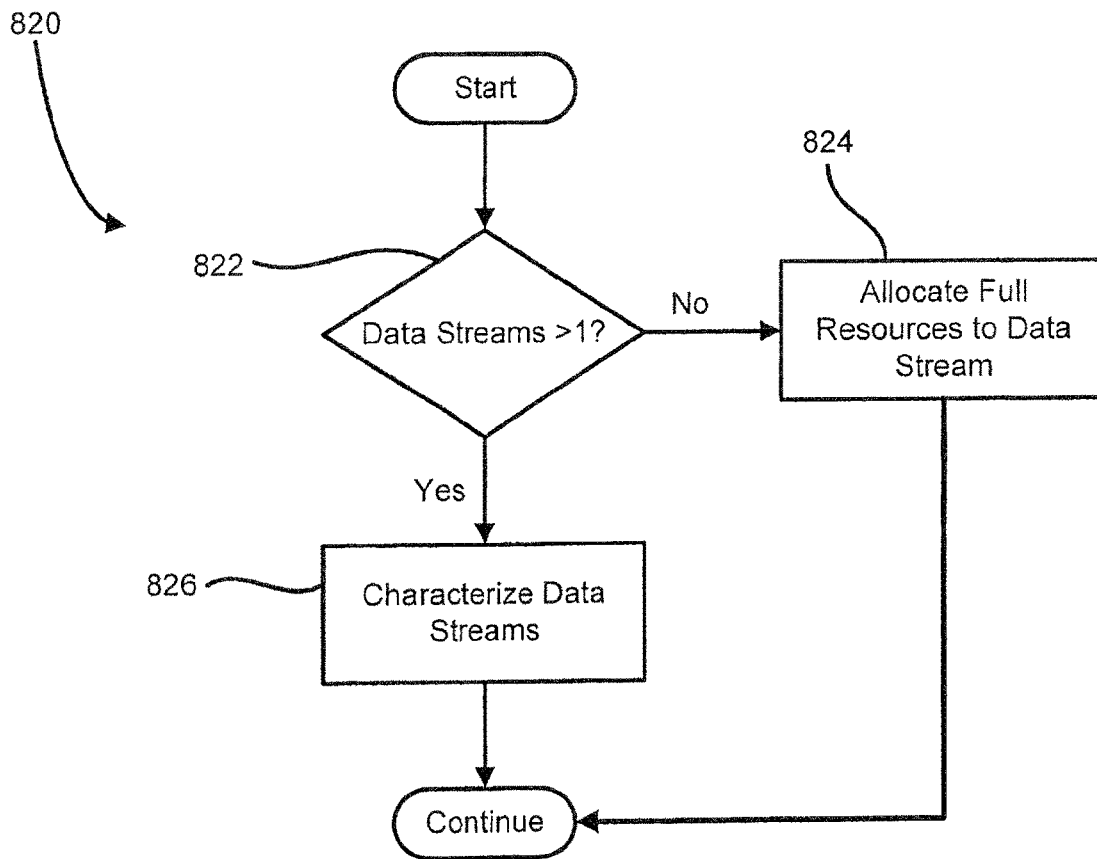 820
Start
824
822
Data Streams >1?
No
Allocate Full
Resources to Data
Stream
Yes
826
Characterize Data
Streams
Continue